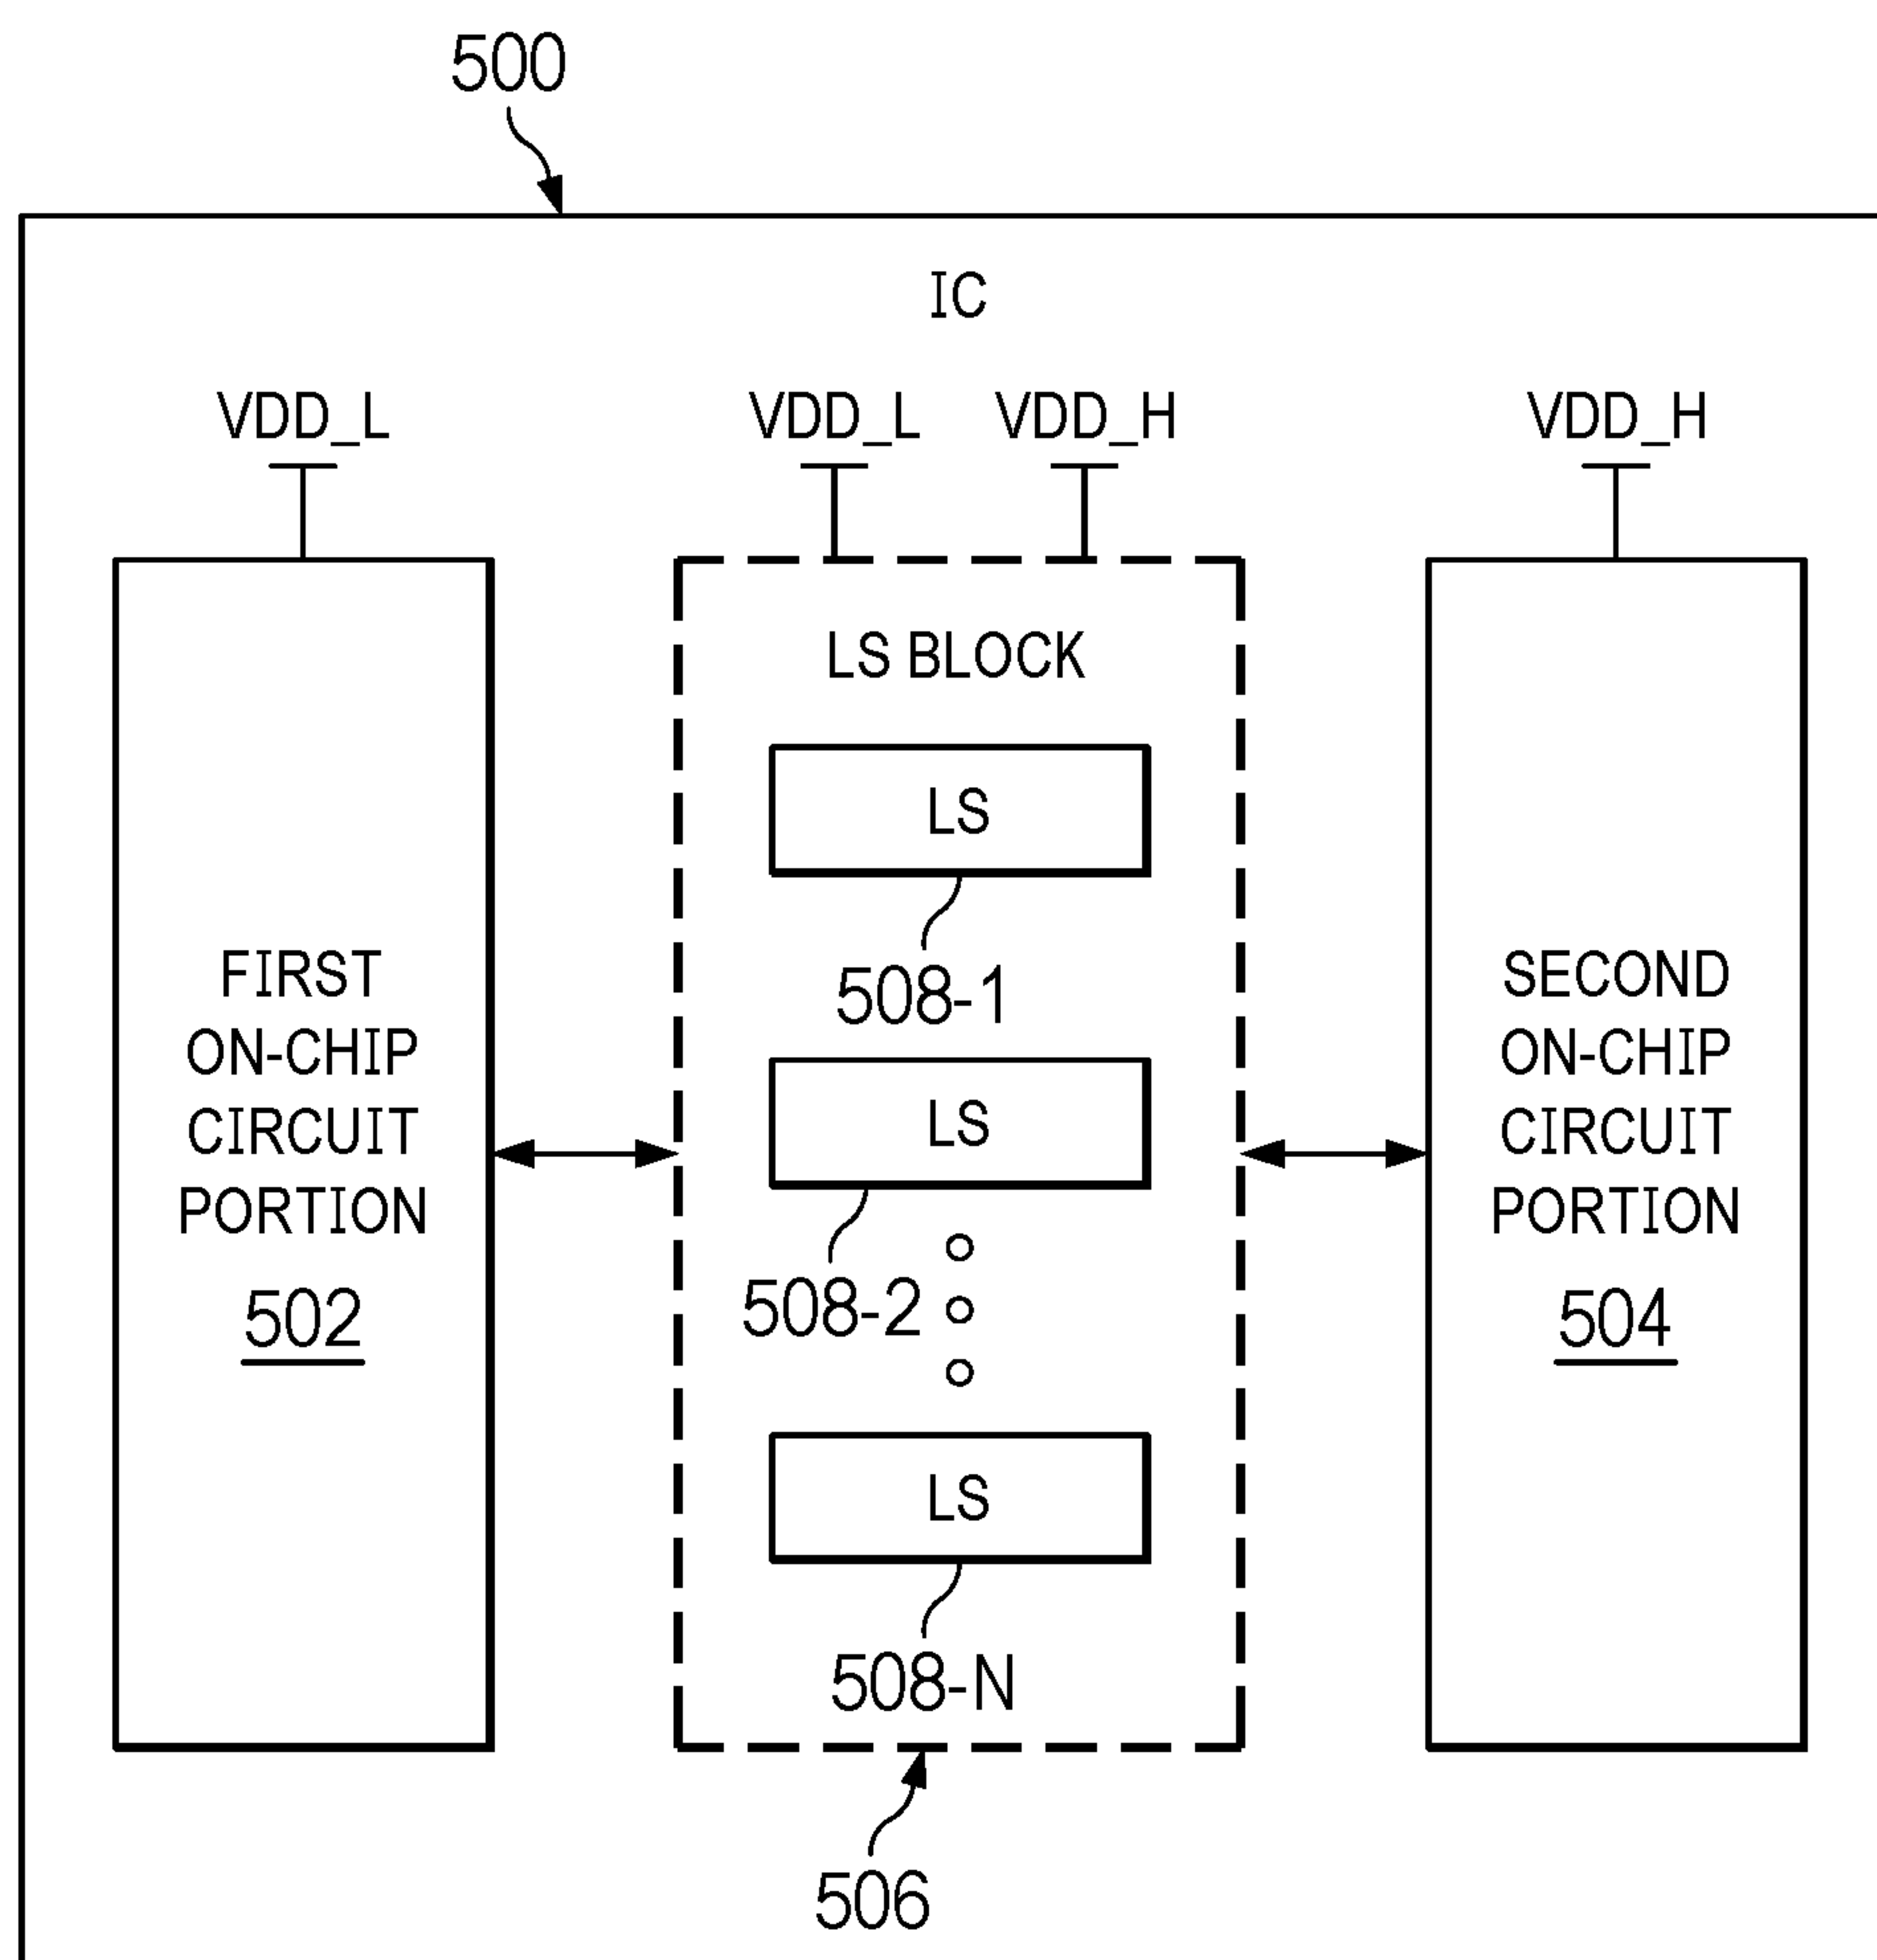 500
IC
VDD_L
VDD_L
VDD_H
VDD_H
LS BLOCK
LS
508-1
FIRST
ON-CHIP
CIRCUIT
PORTION
502
LS
508-2
LS
508-N
SECOND
ON-CHIP
CIRCUIT
PORTION
504
506